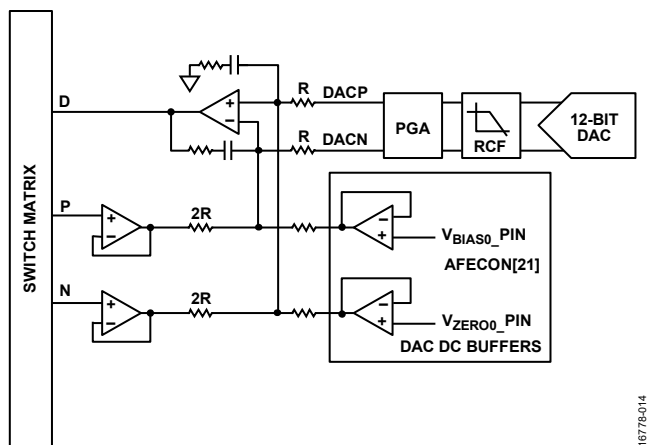 SWITCH MATRIX
D
P
N
+
−
R
DACP
R
DACN
PGA
RCF
12-BIT
DAC
+
−
2R
−
+
VBIAS0_PIN
AFECON[21]
+
−
2R
−
+
VZERO0_PIN
DAC DC BUFFERS
16778-014